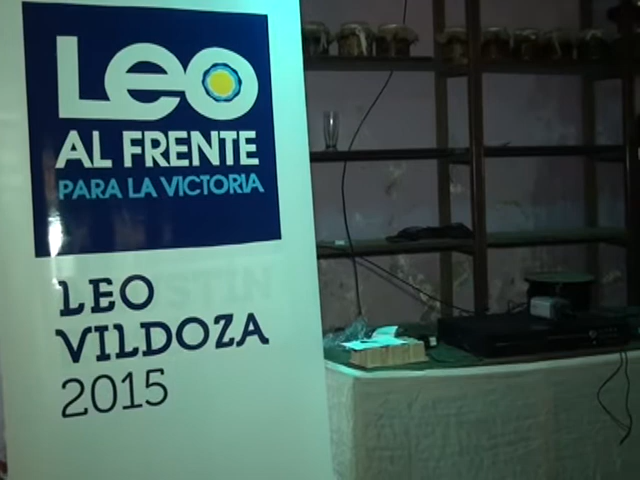 LEO
AL FRENTE
PARA LA VICTORIA
LEO
VILDOZA
2015